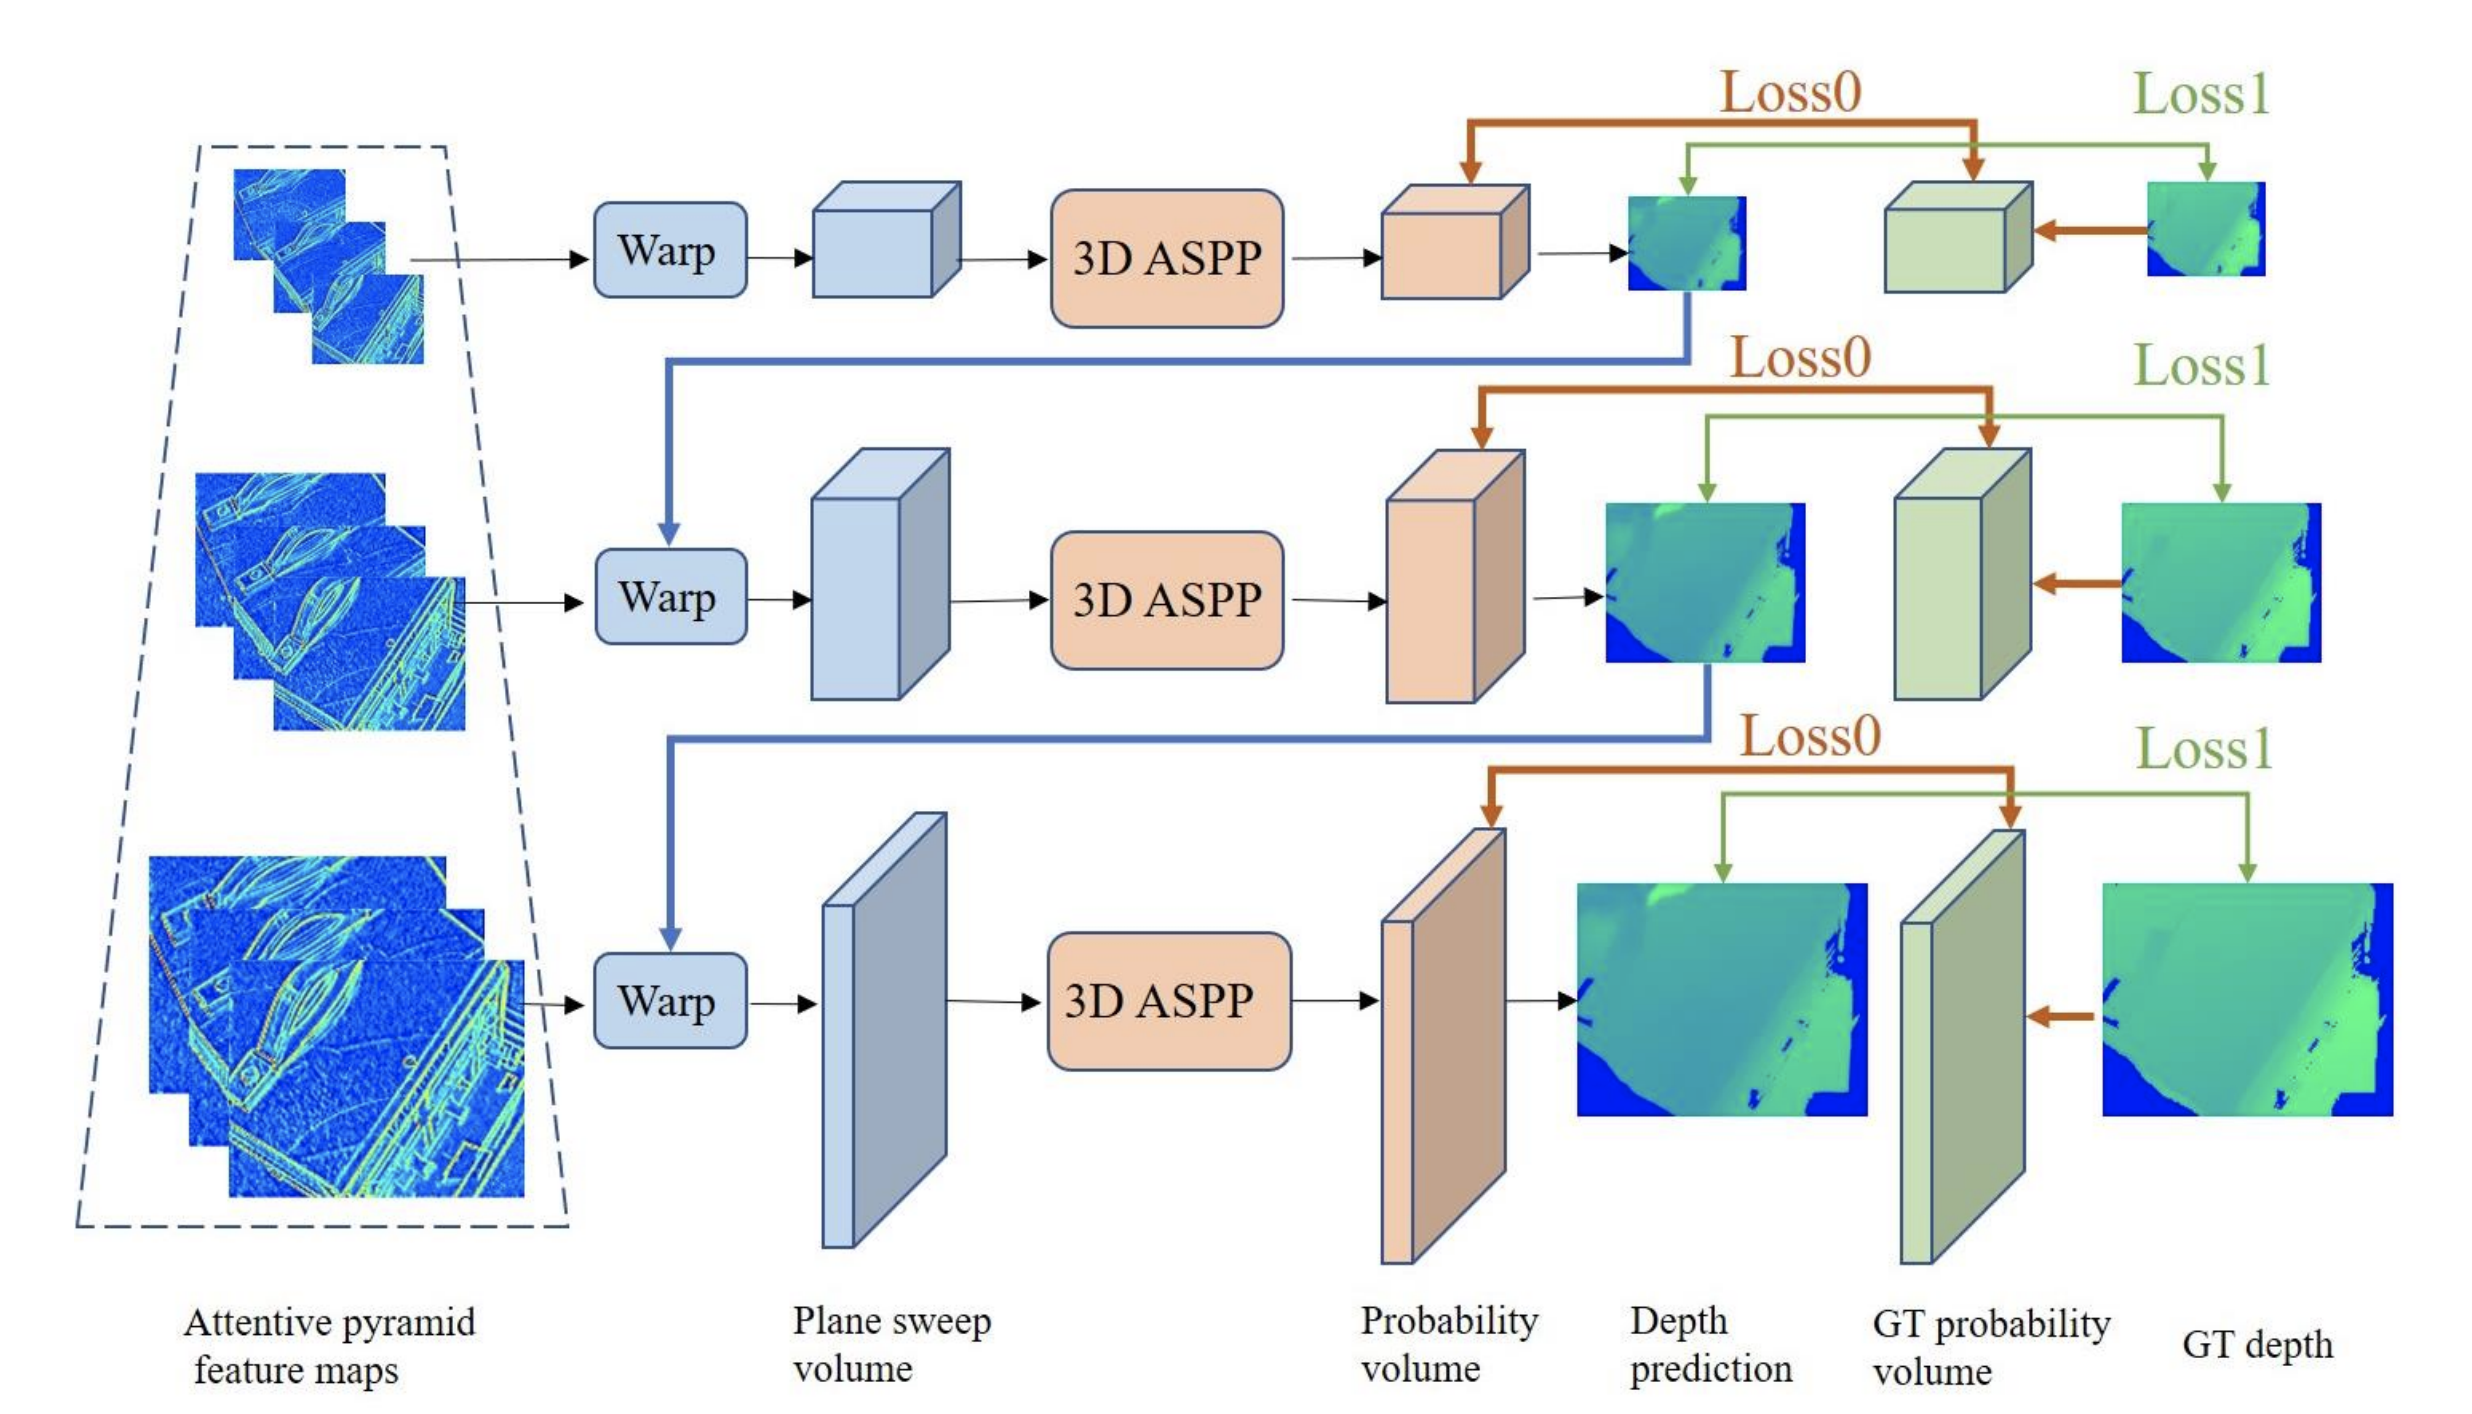 Loss0
Loss1
Warp
3D ASPP
Loss0
Loss1
Warp
3D ASPP
Loss0
Loss1
Warp
3D ASPP
Attentive pyramid
feature maps
Plane sweep
volume
Probability
volume
Depth
prediction
GT probability
volume
GT depth